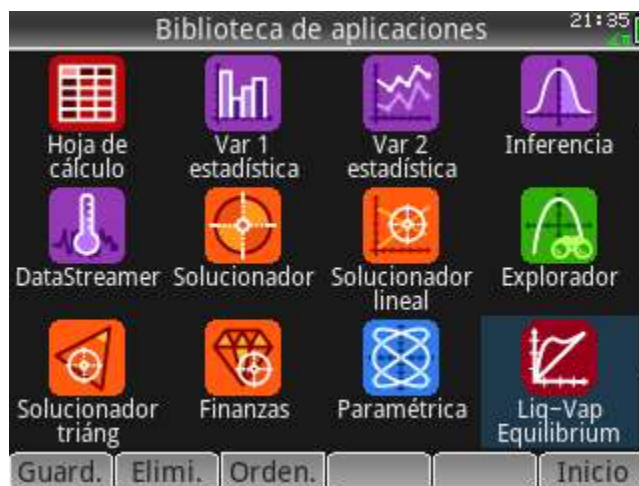 Biblioteca de aplicaciones
21:35
Hoja de
cálculo
Var 1
estadística
Var 2
estadística
Inferencia
DataStreamer
Solucionador
Solucionador
lineal
Explorador
Solucionador
triáng
Finanzas
Paramétrica
Liq-Vap
Equilibrium
Guard.
Elimi.
Orden.
Inicio